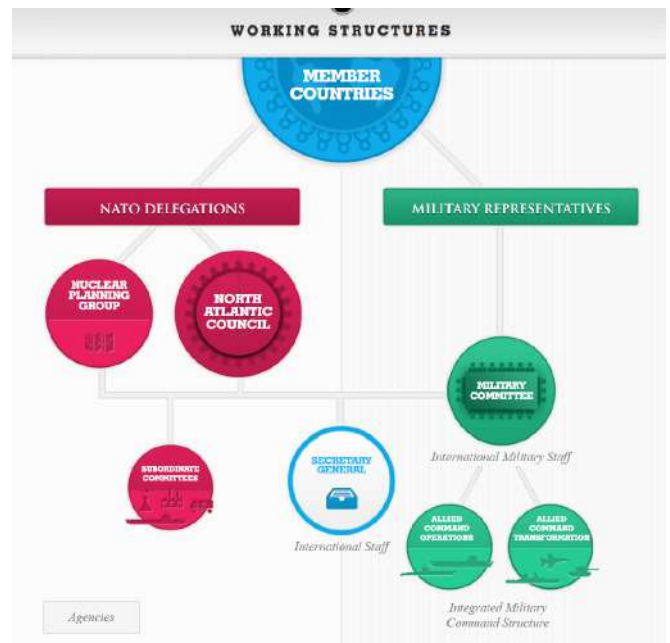 WORKING STRUCTURES
MEMBER
COUNTRIES
NATO DELEGATIONS
MILITARY REPRESENTATIVES
NUCLEAR
PLANNING
GROUP
NORTH
ATLANTIC
COUNCIL
MILITARY
COMMITTEE
International Military Staff
SUBORDINATE
COMMITTEES
SECRETARY
GENERAL
International Staff
ALLIED
COMMAND
OPERATIONS
ALLIED
COMMAND
TRANSFORMATION
Integrated Military
Command Structure
Agencies